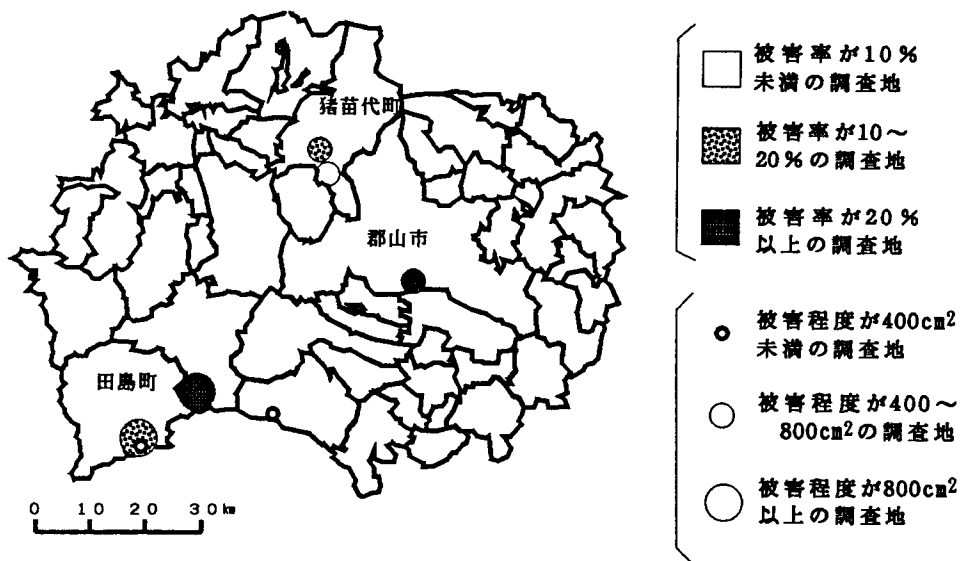 猪苗代町
郡山市
田島町
0 10 20 30 km
被害率が10%
未満の調査地
被害率が10～
20%の調査地
被害率が20%
以上の調査地
被害程度が400cm²
未満の調査地
被害程度が400～
800cm²の調査地
被害程度が800cm²
以上の調査地